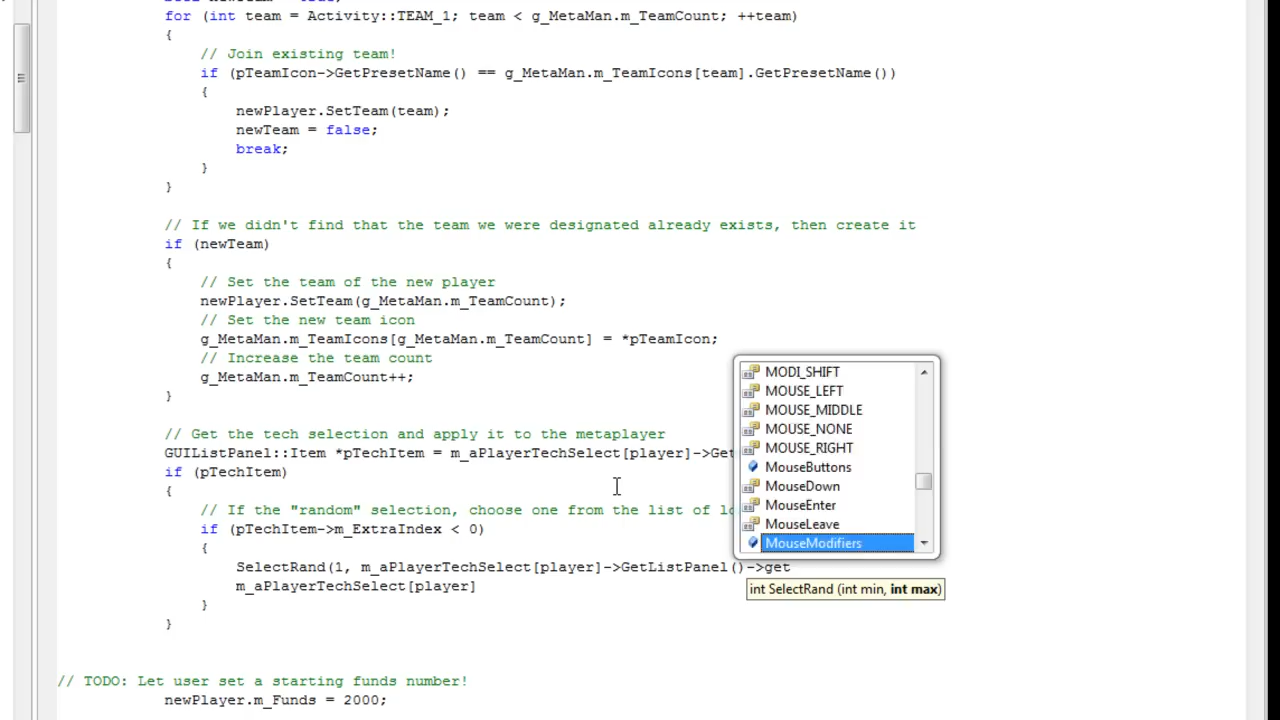 for (int team = Activity::TEAM_1; team < g_MetaMan.m_TeamCount; ++team)
{
// Join existing team!
if (pTeamIcon->GetPresetName() == g_MetaMan.m_TeamIcons[team].GetPresetName())
{
newPlayer.SetTeam(team);
newTeam = false;
break;
}
}
// If we didn't find that the team we were designated already exists, then create it
if (newTeam)
{
// Set the team of the new player
newPlayer.SetTeam(g_MetaMan.m_TeamCount);
// Set the new team icon
g_MetaMan.m_TeamIcons[g_MetaMan.m_TeamCount] = *pTeamIcon;
// Increase the team count
g_MetaMan.m_TeamCount++;
}
// Get the tech selection and apply it to the metaplayer
GUIListPanel::Item *pTechItem = m_aPlayerTechSelect[player]->Get
if (pTechItem)
{
// If the "random" selection, choose one from the list of
if (pTechItem->m_ExtraIndex < 0)
{
SelectRand(1, m_aPlayerTechSelect[player]->GetListPanel()->get
m_aPlayerTechSelect[player]
}
}
// TODO: Let user set a starting funds number!
newPlayer.m_Funds = 2000;
MODI_SHIFT
MOUSE_LEFT
MOUSE_MIDDLE
MOUSE_NONE
MOUSE_RIGHT
MouseButtons
MouseDown
MouseEnter
MouseLeave
MouseModifiers
int SelectRand (int min, int max)